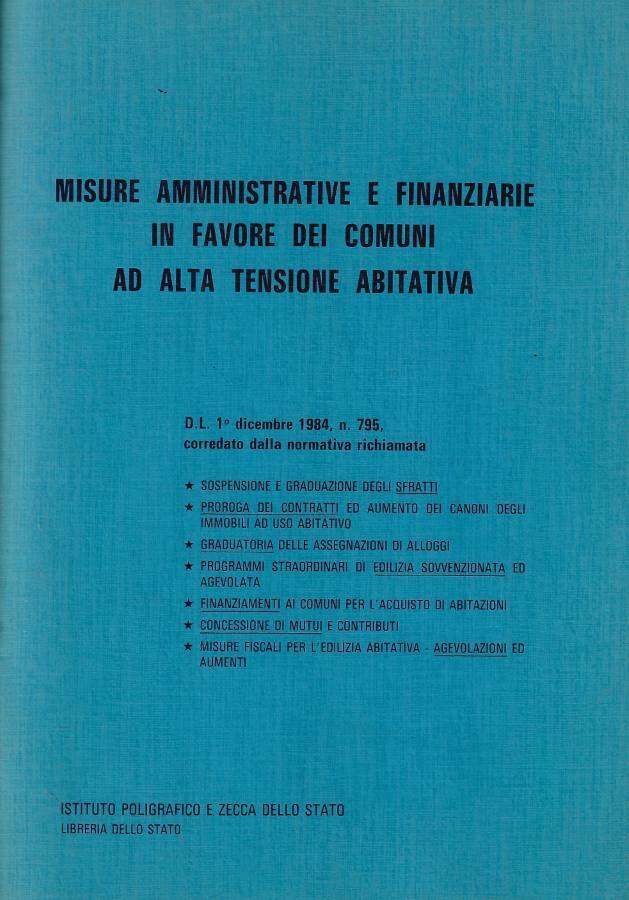 MISURE AMMINISTRATIVE E FINANZIARIE
IN FAVORE DEI COMUNI
AD ALTA TENSIONE ABITATIVA
D.L. 1º dicembre 1984, n. 795,
corredato dalla normativa richiamata
★ SOSPENSIONE E GRADUAZIONE DEGLI SFRATTI
★ PROROGA DEI CONTRATTI ED AUMENTO DEI CANONI DEGLI
IMMOBILI AD USO ABITATIVO
★ GRADUATORIA DELLE ASSEGNAZIONI DI ALLOGGI
★ PROGRAMMI STRAORDINARI DI EDILIZIA SOVVENZIONATA ED
AGEVOLATA
★ FINANZIAMENTI AI COMUNI PER L'ACQUISTO DI ABITAZIONI
★ CONCESSIONE DI MUTUI E CONTRIBUTI
★ MISURE FISCALI PER L'EDILIZIA ABITATIVA - AGEVOLAZIONI ED
AUMENTI
ISTITUTO POLIGRAFICO E ZECCA DELLO STATO
LIBRERIA DELLO STATO